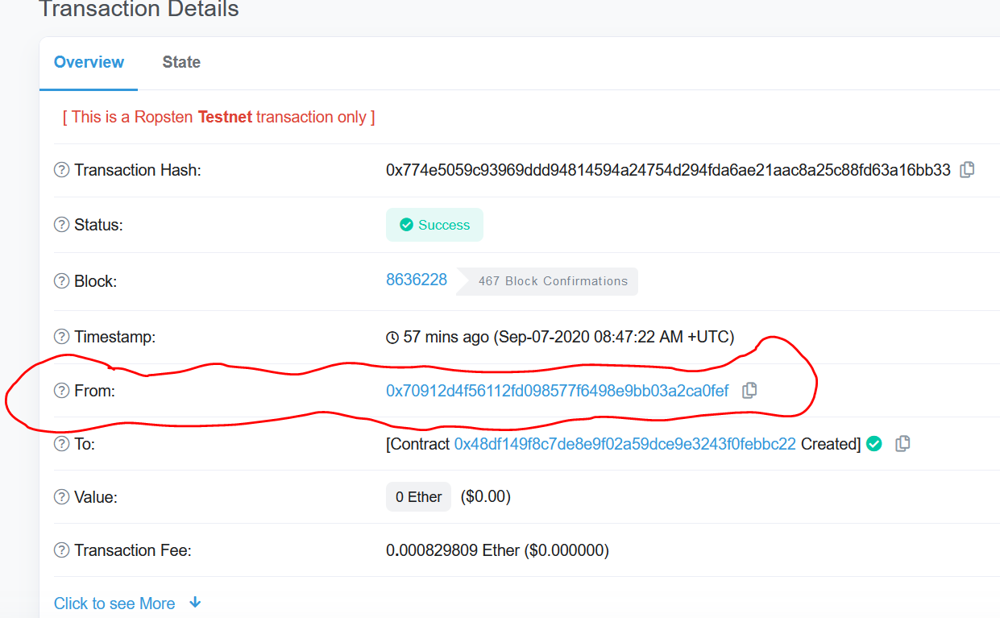 Transaction Details
Overview State
[ This is a Ropsten Testnet transaction only ]
Transaction Hash: 0x774e5059c93969ddd94814594a24754d294fda6ae21aac8a25c88fd63a16bb33
Status: Success
Block: 8636228 467 Block Confirmations
Timestamp: 57 mins ago (Sep-07-2020 08:47:22 AM +UTC)
From: 0x70912d4f56112fd098577f6498e9bb03a2ca0fef
To: [Contract 0x48df149f8c7de8e9f02a59dce9e3243f0febbc22 Created]
Value: 0 Ether ($0.00)
Transaction Fee: 0.000829809 Ether ($0.000000)
Click to see More